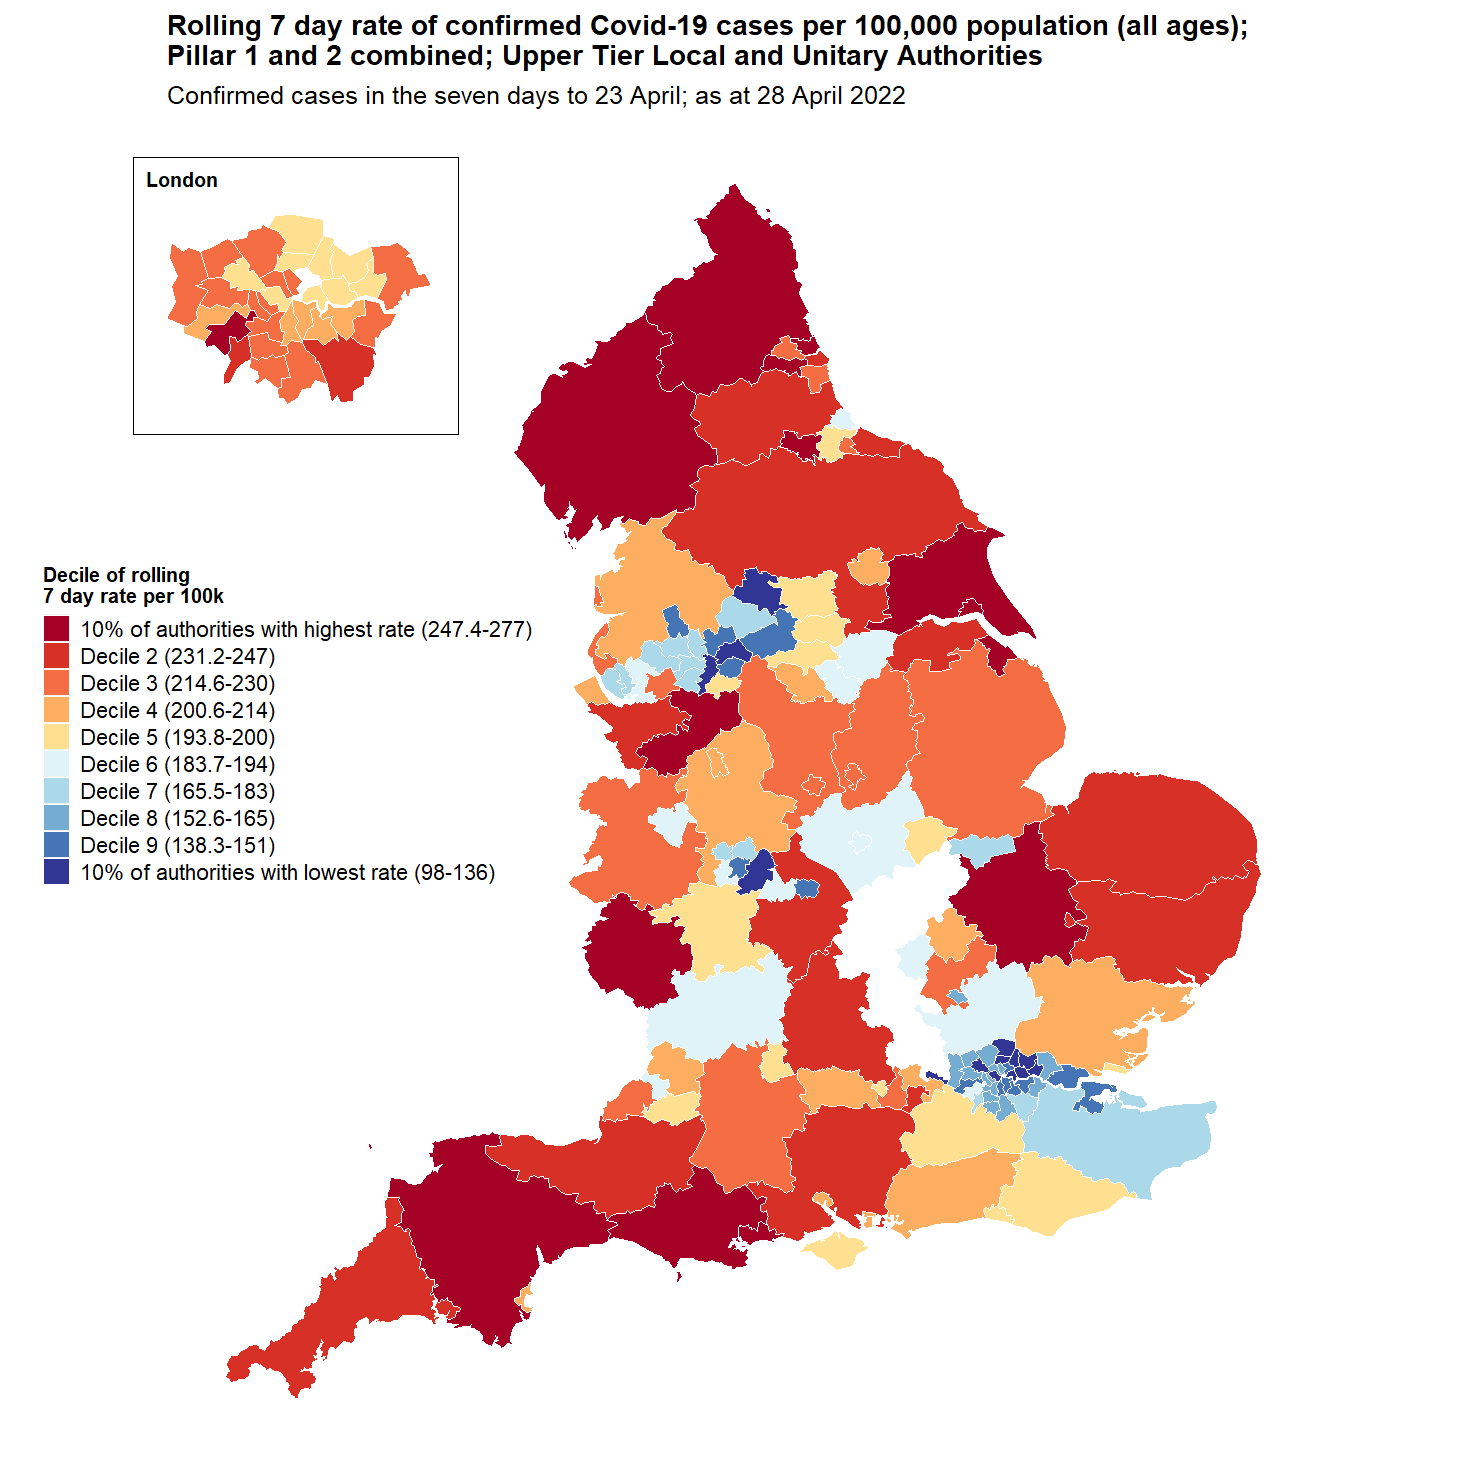 Rolling 7 day rate of confirmed Covid-19 cases per 100,000 population (all ages);
Pillar 1 and 2 combined; Upper Tier Local and Unitary Authorities
Confirmed cases in the seven days to 23 April; as at 28 April 2022
London
Decile of rolling
7 day rate per 100k
10% of authorities with highest rate (247.4-277)
Decile 2 (231.2-247)
Decile 3 (214.6-230)
Decile 4 (200.6-214)
Decile 5 (193.8-200)
Decile 6 (183.7-194)
Decile 7 (165.5-183)
Decile 8 (152.6-165)
Decile 9 (138.3-151)
10% of authorities with lowest rate (98-136)